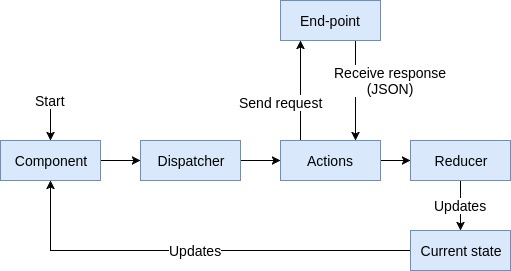 End-point
Receive response
(JSON)
Start
Send request
Component
Dispatcher
Actions
Reducer
Updates
Updates
Current state